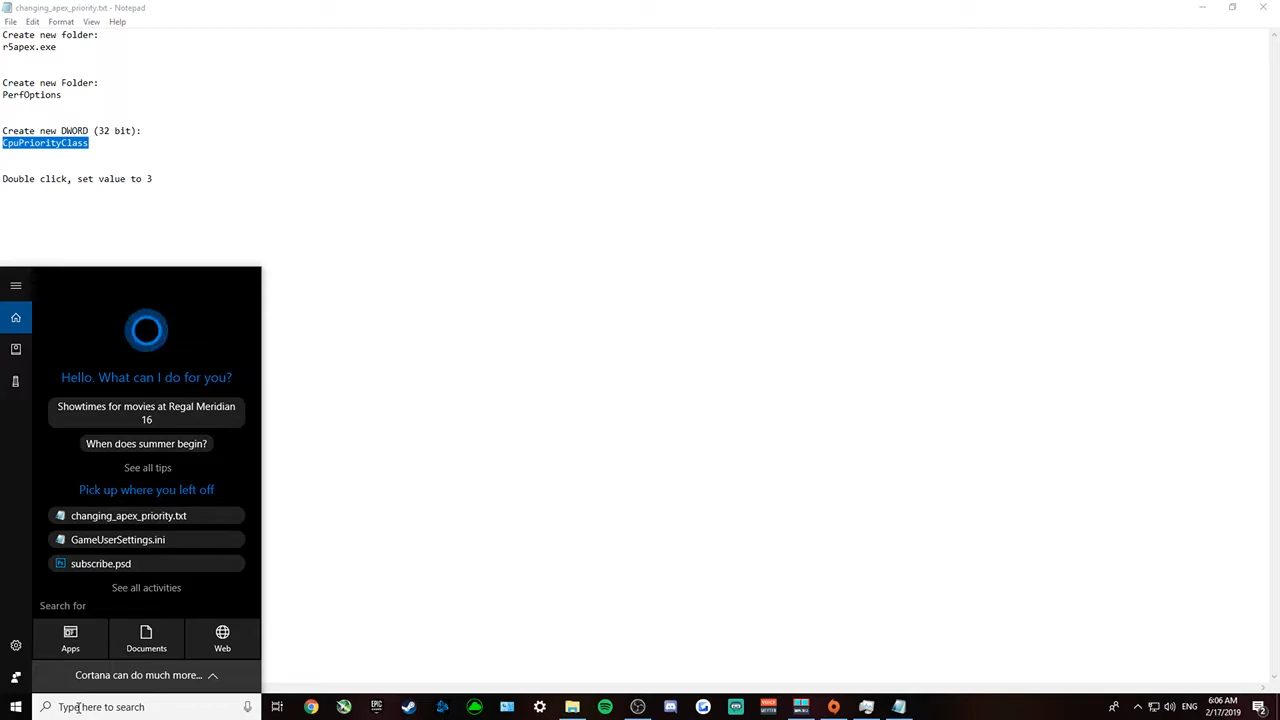 changing_apex_priority.txt - Notepad
File Edit Format View Help
Create new folder:
r5apex.exe
Create new Folder:
PerfOptions
Create new DWORD (32 bit):
CpuPriorityClass
Double click, set value to 3
Hello. What can I do for you?
Showtimes for movies at Regal Meridian
16
When does summer begin?
See all tips
Pick up where you left off
changing_apex_priority.txt
GameUserSettings.ini
Ps subscribe.psd
See all activities
Search for
Apps Documents Web
Cortana can do much more...
Type here to search
EPIC
ENG
6:06 AM
2/17/2019
2